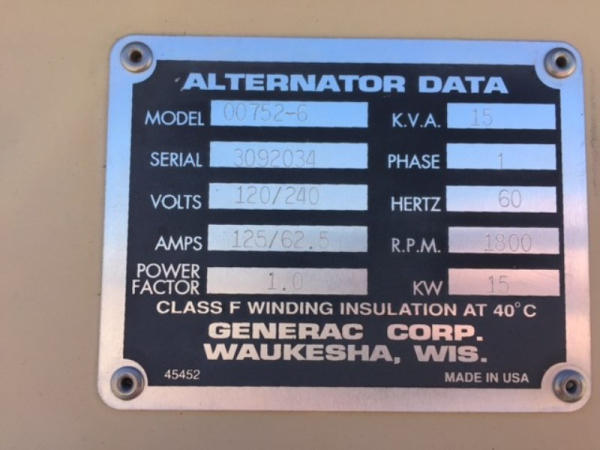 ALTERNATOR DATA
MODEL 00752-6 K.V.A. 15
SERIAL 3092034 PHASE 1
VOLTS 120/240 HERTZ 60
AMPS 125/62.5 R.P.M. 1800
POWER FACTOR 1.0 KW 15
CLASS F WINDING INSULATION AT 40°C
GENERAC CORP.
WAUKESHA, WIS.
45452 MADE IN USA